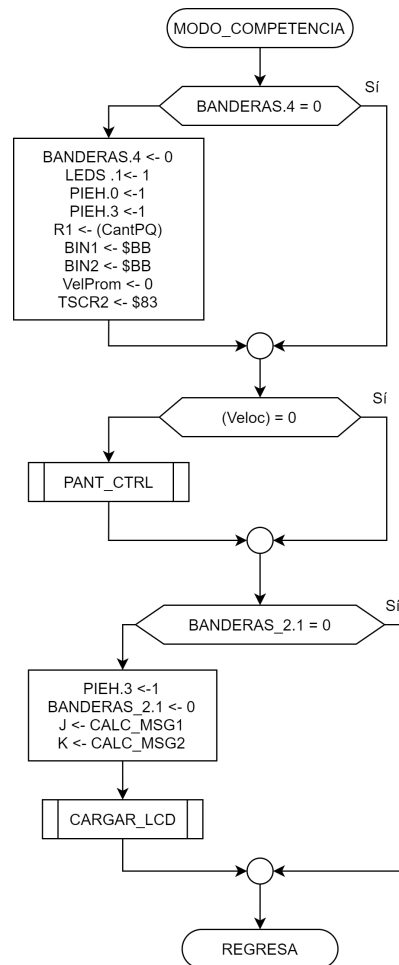 MODO_COMPETENCIA
Sí
BANDERAS.4 = 0
BANDERAS.4 <- 0
LEDS .1<- 1
PIEH.0 <-1
PIEH.3 <-1
R1 <- (CantPQ)
BIN1 <- $BB
BIN2 <- $BB
VelProm <- 0
TSCR2 <- $83
Sí
(Veloc) = 0
PANT_CTRL
Sí
BANDERAS_2.1 = 0
PIEH.3 <-1
BANDERAS_2.1 <- 0
J <- CALC_MSG1
K <- CALC_MSG2
CARGAR_LCD
REGRESA